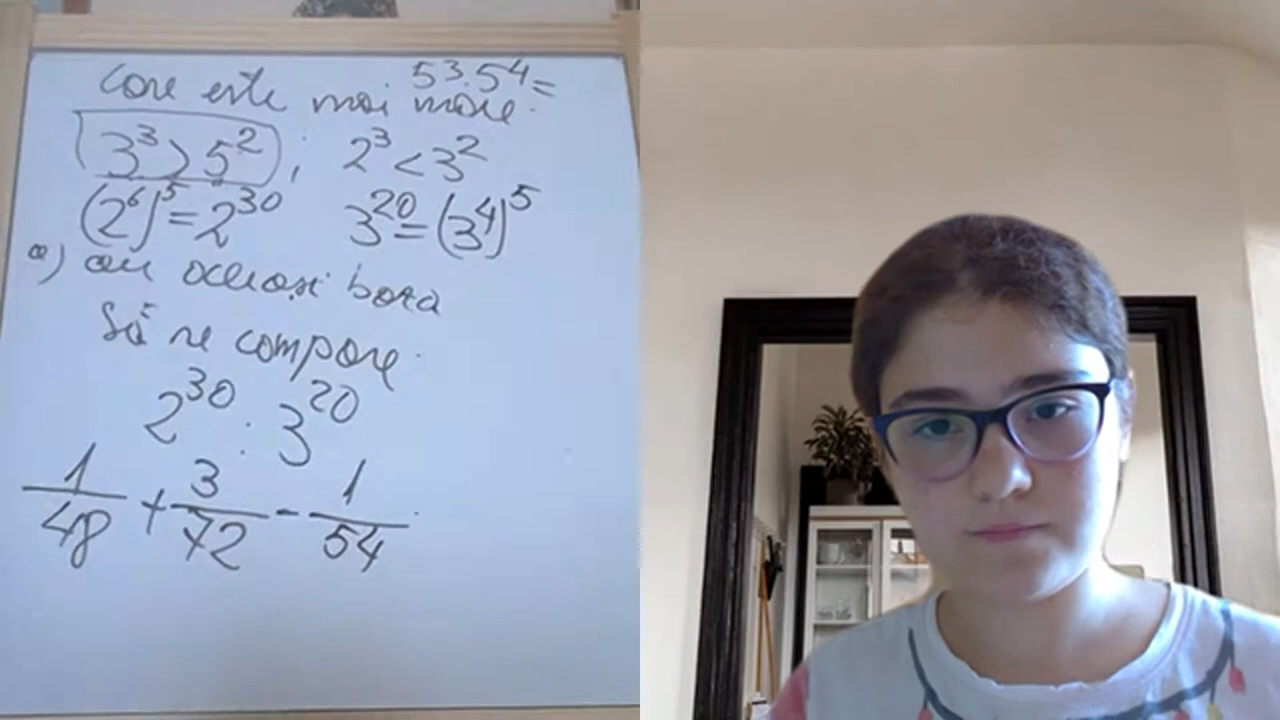 5³·5⁴=
Care este mai mare.
3³ > 5² ; 2³ < 3²
(2⁶)⁵ = 2³⁰ 3²⁰ = (3⁴)⁵
a) au aceeași baza
Să se compare.
2³⁰ : 3²⁰
1/48 + 3/72 - 1/54